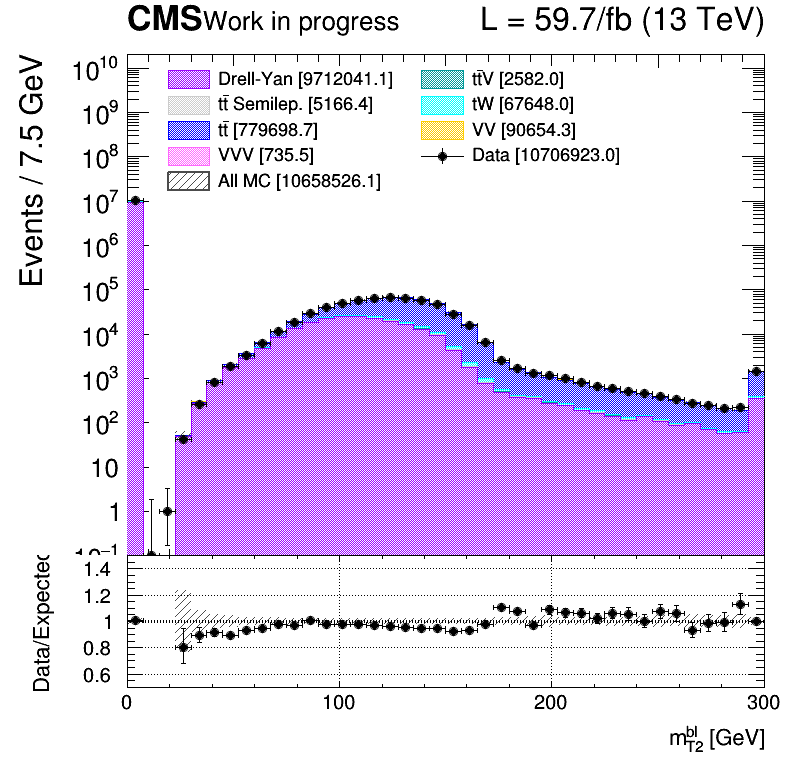 CMS Work in progress L = 59.7/fb (13 TeV)
Events / 7.5 GeV
10^10
10^9
10^8
10^7
10^6
10^5
10^4
10^3
10^2
10
1
10^-1
Drell-Yan [9712041.1]
tt̄ Semilep. [5166.4]
tt̄ [779698.7]
VVV [735.5]
All MC [10658526.1]
tt̄V [2582.0]
tW [67648.0]
VV [90654.3]
Data [10706923.0]
Data/Expected
1.4
1.2
1
0.8
0.6
0 100 200 300
m_T2^bl [GeV]